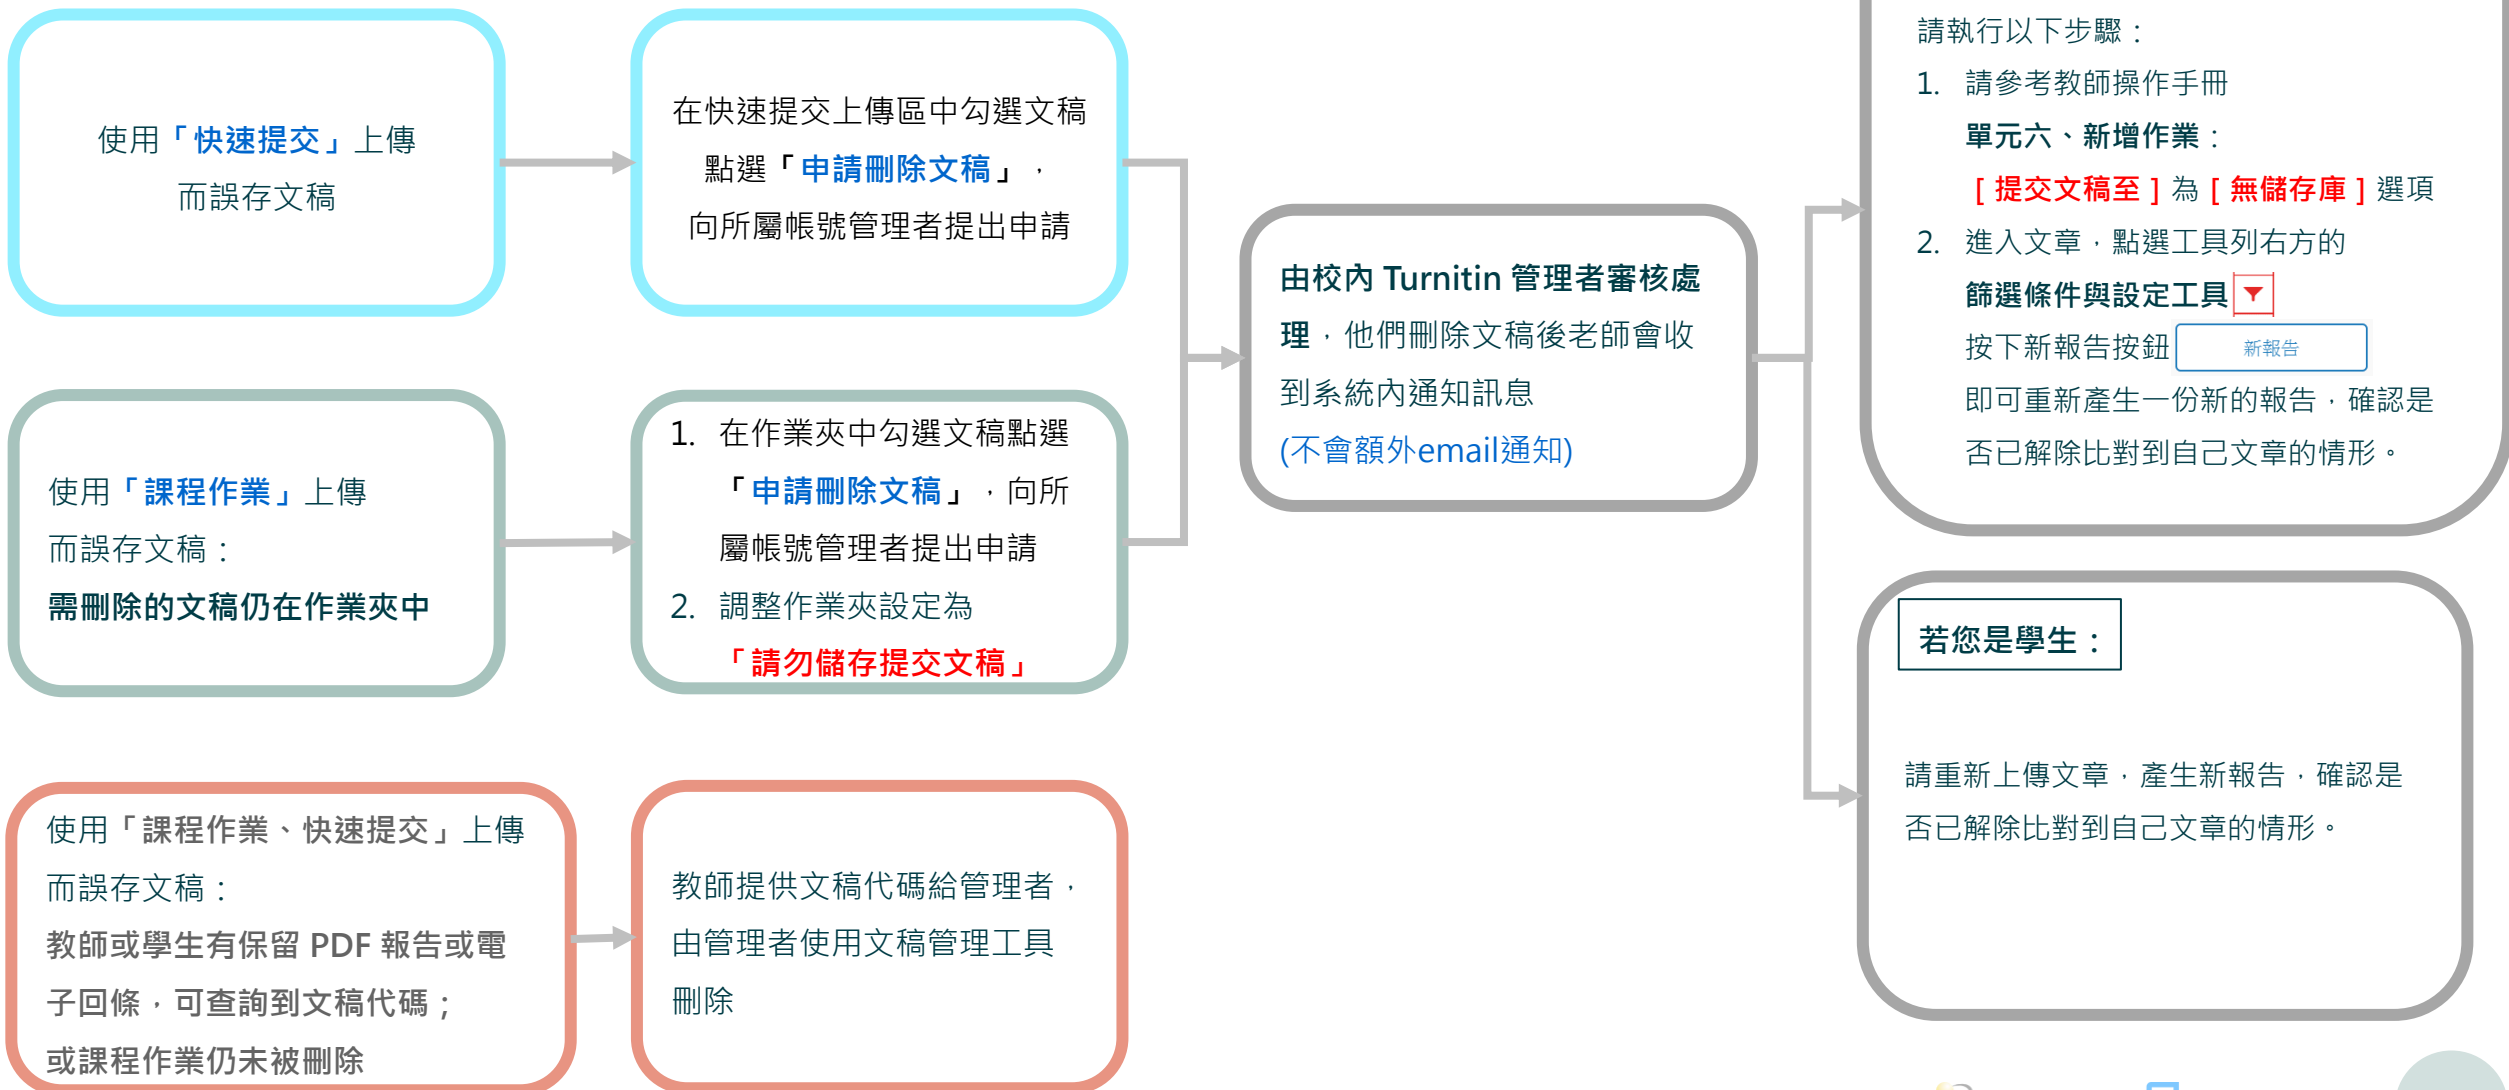 使用「快速提交」上傳
而誤存文稿
在快速提交上傳區中勾選文稿
點選「申請刪除文稿」，
向所屬帳號管理者提出申請
使用「課程作業」上傳
而誤存文稿：
需刪除的文稿仍在作業夾中
1. 在作業夾中勾選文稿點選
「申請刪除文稿」，向所
屬帳號管理者提出申請
2. 調整作業夾設定為
「請勿儲存提交文稿」
使用「課程作業、快速提交」上傳
而誤存文稿：
教師或學生有保留 PDF 報告或電
子回條，可查詢到文稿代碼；
或課程作業仍未被刪除
教師提供文稿代碼給管理者，
由管理者使用文稿管理工具
刪除
由校內 Turnitin 管理者審核處
理，他們刪除文稿後老師會收
到系統內通知訊息
(不會額外email通知)
請執行以下步驟：
1. 請參考教師操作手冊
單元六、新增作業：
[ 提交文稿至 ] 為 [ 無儲存庫 ] 選項
2. 進入文章，點選工具列右方的
篩選條件與設定工具
按下新報告按鈕 新報告
即可重新產生一份新的報告，確認是
否已解除比對到自己文章的情形。
若您是學生：
請重新上傳文章，產生新報告，確認是
否已解除比對到自己文章的情形。